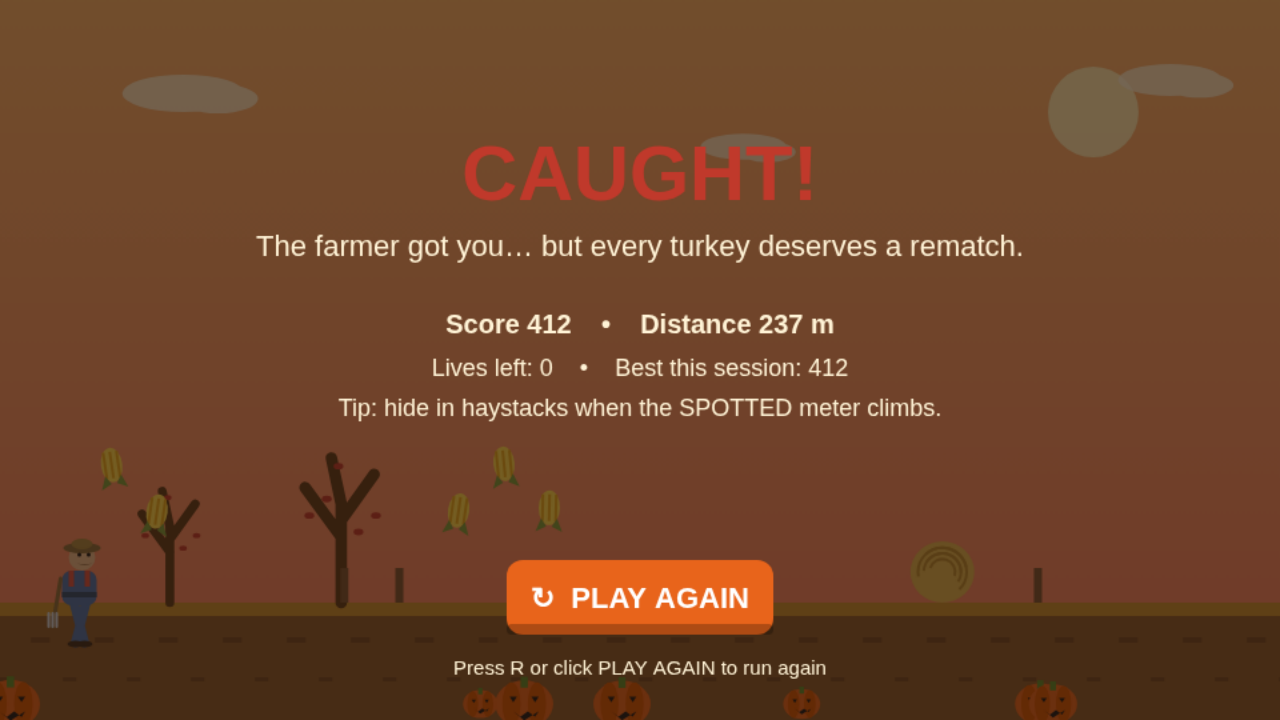 CAUGHT!
The farmer got you… but every turkey deserves a rematch.
Score 412 • Distance 237 m
Lives left: 0 • Best this session: 412
Tip: hide in haystacks when the SPOTTED meter climbs.
↻ PLAY AGAIN
Press R or click PLAY AGAIN to run again